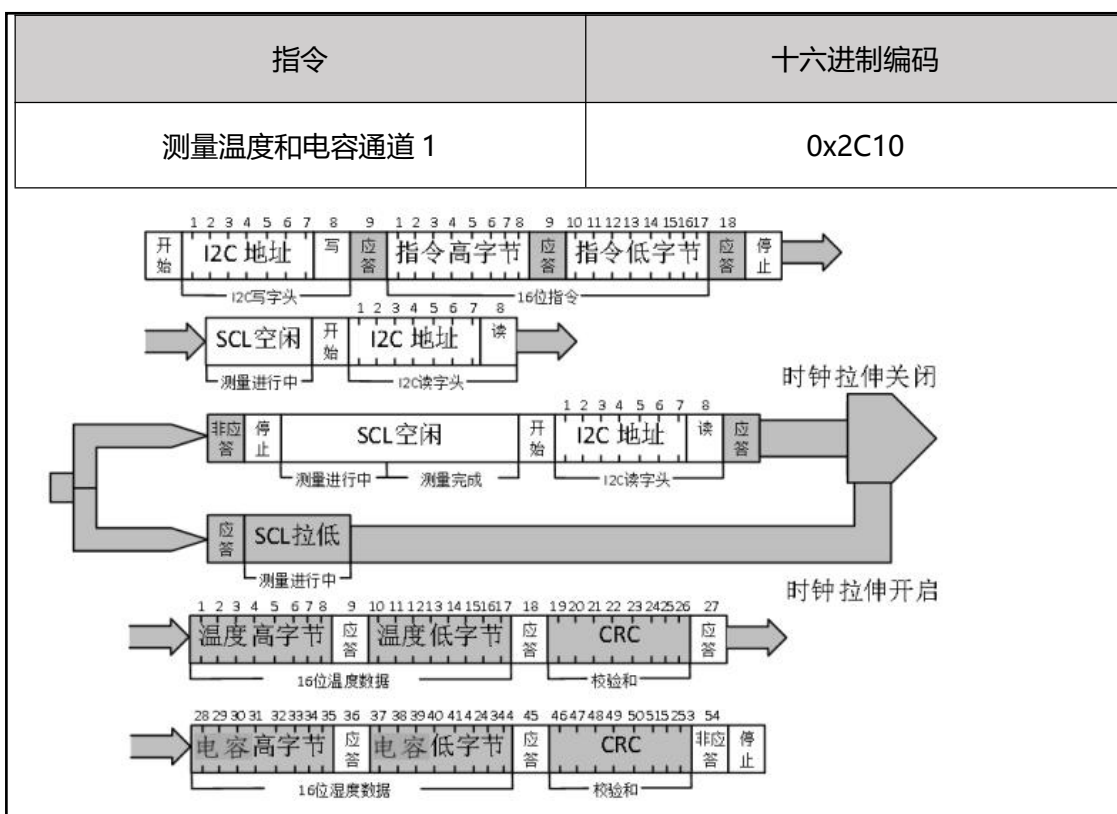 指令 十六进制编码
测量温度和电容通道 1 0x2C10
1 2 3 4 5 6 7 8 9 1 2 3 4 5 6 7 8 9 10 11 12 13 14 15 16 17 18
开始 I2C 地址 写 应答 指令高字节 应答 指令低字节 应答 停止
I2C写字头 16位指令
1 2 3 4 5 6 7 8
SCL空闲 开始 I2C 地址 读
测量进行中 I2C读字头
时钟拉伸关闭
1 2 3 4 5 6 7 8
非应答 停止 SCL空闲 开始 I2C 地址 读 应答
测量进行中 测量完成 I2C读字头
应答 SCL拉低
测量进行中
时钟拉伸开启
1 2 3 4 5 6 7 8 9 10 11 12 13 14 15 16 17 18 19 20 21 22 23 24 25 26 27
温度高字节 应答 温度低字节 应答 CRC 应答
16位温度数据 校验和
28 29 30 31 32 33 34 35 36 37 38 39 40 41 42 43 44 45 46 47 48 49 50 51 52 53 54
电容高字节 应答 电容低字节 应答 CRC 非应答 停止
16位湿度数据 校验和